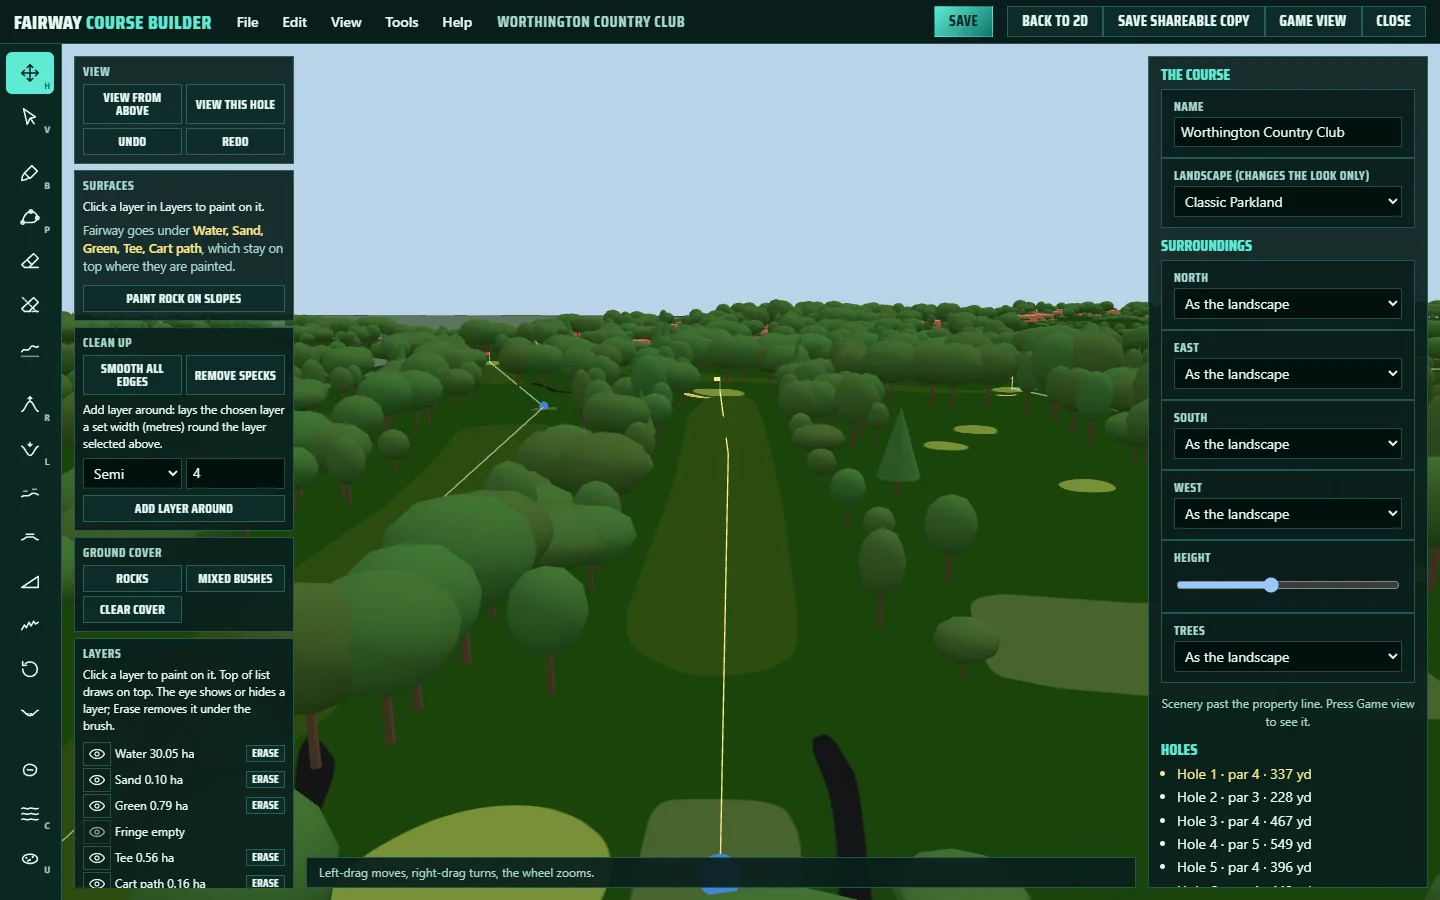 FAIRWAY COURSE BUILDER
File Edit View Tools Help
WORTHINGTON COUNTRY CLUB
SAVE
BACK TO 2D
SAVE SHAREABLE COPY
GAME VIEW
CLOSE
H
V
B
P
R
L
C
U
VIEW
VIEW FROM
ABOVE
VIEW THIS HOLE
UNDO
REDO
SURFACES
Click a layer in Layers to paint on it.
Fairway goes under Water, Sand,
Green, Tee, Cart path, which stay on
top where they are painted.
PAINT ROCK ON SLOPES
CLEAN UP
SMOOTH ALL
EDGES
REMOVE SPECKS
Add layer around: lays the chosen layer
a set width (metres) round the layer
selected above.
Semi
4
ADD LAYER AROUND
GROUND COVER
ROCKS
MIXED BUSHES
CLEAR COVER
LAYERS
Click a layer to paint on it. Top of list
draws on top. The eye shows or hides a
layer; Erase removes it under the
brush.
Water 30.05 ha ERASE
Sand 0.10 ha ERASE
Green 0.79 ha ERASE
Fringe empty
Tee 0.56 ha ERASE
Cart path 0.16 ha ERASE
Left-drag moves, right-drag turns, the wheel zooms.
THE COURSE
NAME
Worthington Country Club
LANDSCAPE (CHANGES THE LOOK ONLY)
Classic Parkland
SURROUNDINGS
NORTH
As the landscape
EAST
As the landscape
SOUTH
As the landscape
WEST
As the landscape
HEIGHT
TREES
As the landscape
Scenery past the property line. Press Game view
to see it.
HOLES
Hole 1 · par 4 · 337 yd
Hole 2 · par 3 · 228 yd
Hole 3 · par 4 · 467 yd
Hole 4 · par 5 · 549 yd
Hole 5 · par 4 · 396 yd